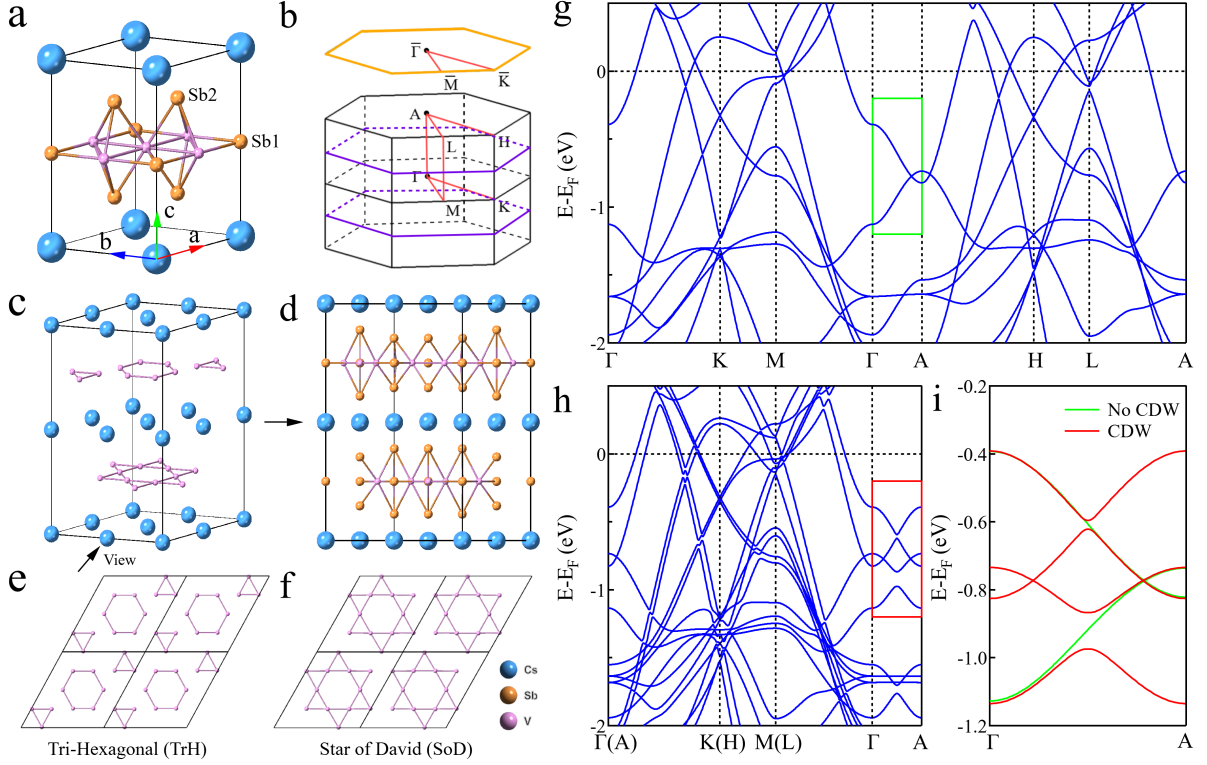 a
Sb2
Sb1
c
b
a
b
Γ̅
M̅
K̅
A
H
L
Γ
K
M
c
View
d
e
Tri-Hexagonal (TrH)
f
Star of David (SoD)
Cs
Sb
V
g
E-E_F (eV)
0
-1
-2
Γ
K
M
Γ
A
H
L
A
h
E-E_F (eV)
0
-1
-2
Γ(A)
K(H)
M(L)
Γ
A
i
No CDW
CDW
E-E_F (eV)
-0.2
-0.4
-0.6
-0.8
-1.0
-1.2
Γ
A